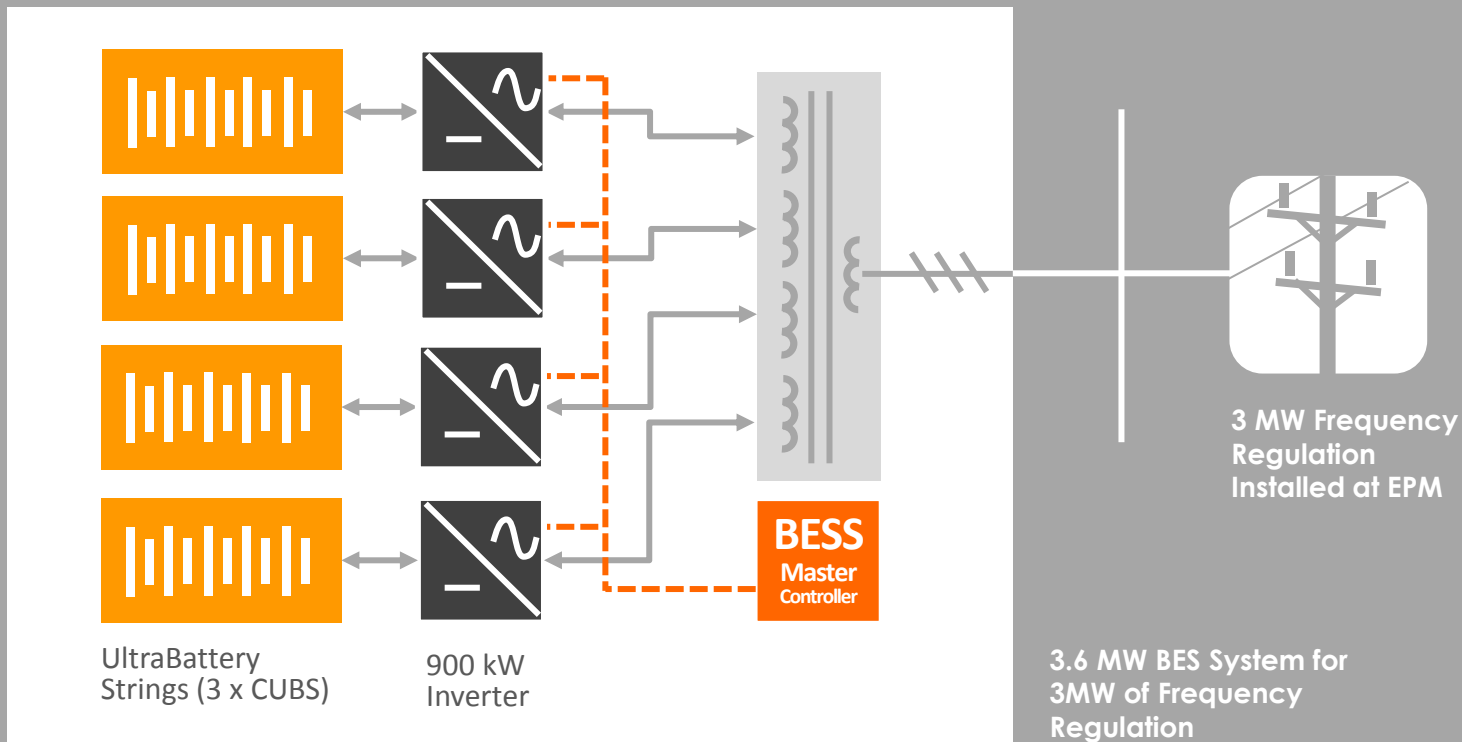 UltraBattery
Strings (3 x CUBS)
900 kW
Inverter
BESS
Master
Controller
3 MW Frequency
Regulation
Installed at EPM
3.6 MW BES System for
3MW of Frequency
Regulation